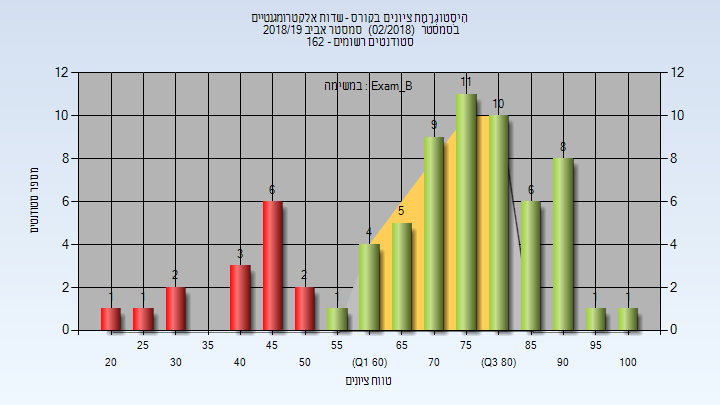 הִיסְטוֹגְרָמַת ציונים בקורס - שדות אלקטרומגנטיים
בסמסטר (02/2018) סמסטר אביב 2018/19
סטודנטים רשומים - 162
במשימה : Exam_B
מספר סטודנטים
12 12
10 10
8 8
6 6
4 4
2 2
0 0
1 1 2 3 6 2 1 4 5 9 11 10 6 8 1 1
20 25 30 35 40 45 50 55 (Q1 60) 65 70 75 (Q3 80) 85 90 95 100
טווח ציונים